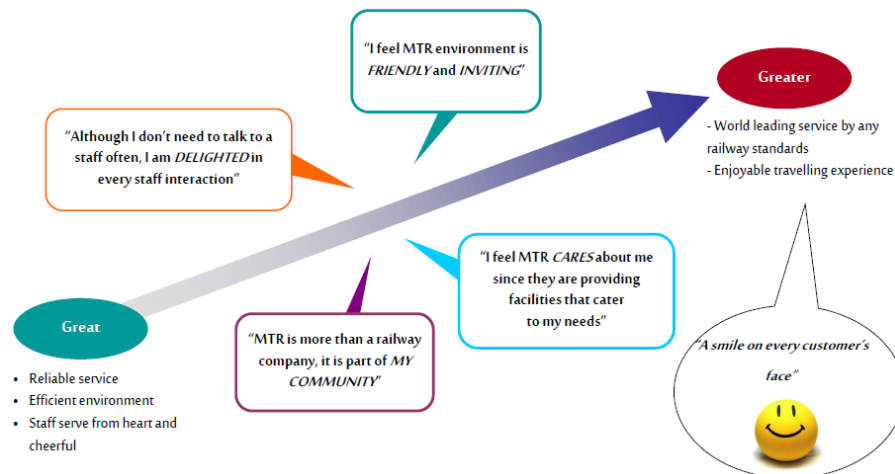 “I feel MTR environment is
FRIENDLY and INVITING”
Greater
- World leading service by any
railway standards
- Enjoyable travelling experience
“Although I don’t need to talk to a
staff often, I am DELIGHTED in
every staff interaction”
“I feel MTR CARES about me
since they are providing
facilities that cater
to my needs”
Great
“MTR is more than a railway
company, it is part of MY
COMMUNITY”
• Reliable service
• Efficient environment
• Staff serve from heart and
cheerful
“A smile on every customer’s
face”